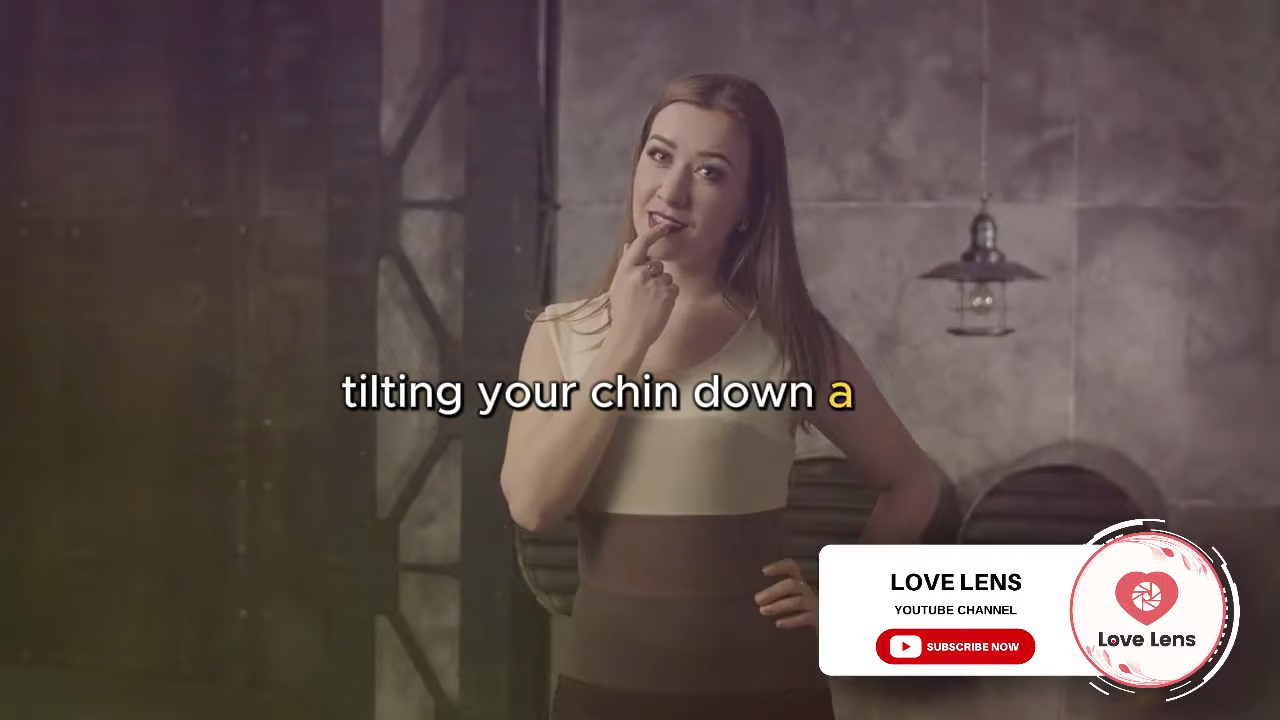 tilting your chin down a
LOVE LENS
YOUTUBE CHANNEL
SUBSCRIBE NOW
Love Lens